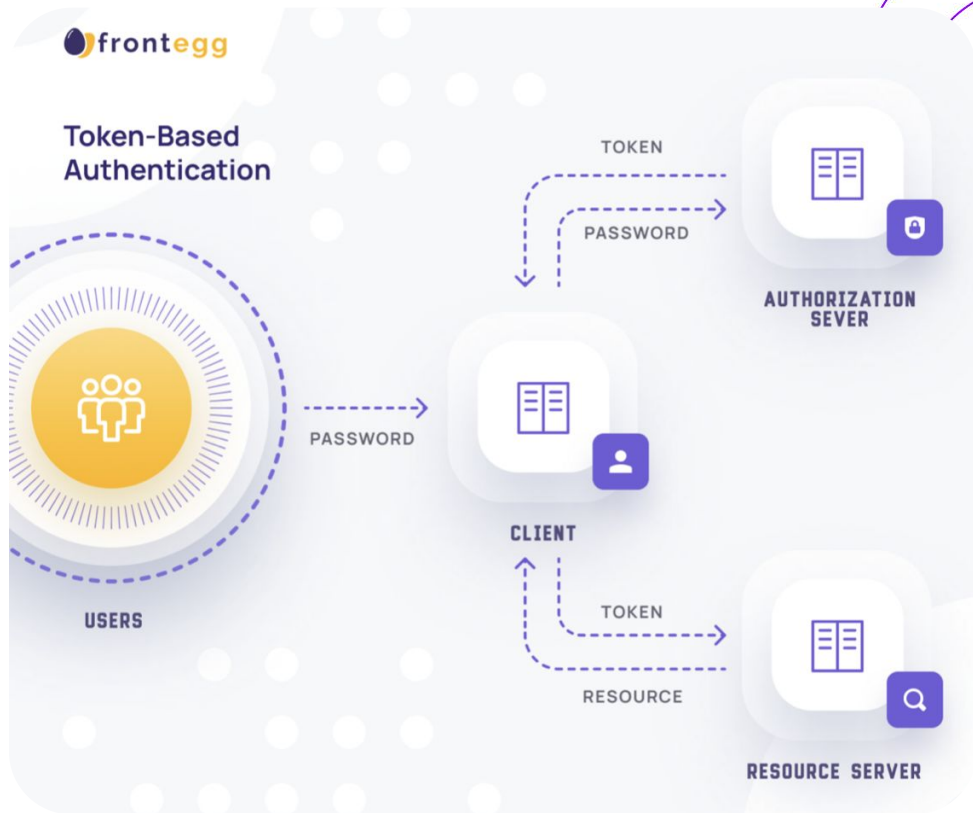 frontegg
Token-Based
Authentication
TOKEN
PASSWORD
AUTHORIZATION
SEVER
PASSWORD
CLIENT
USERS
TOKEN
RESOURCE
RESOURCE SERVER